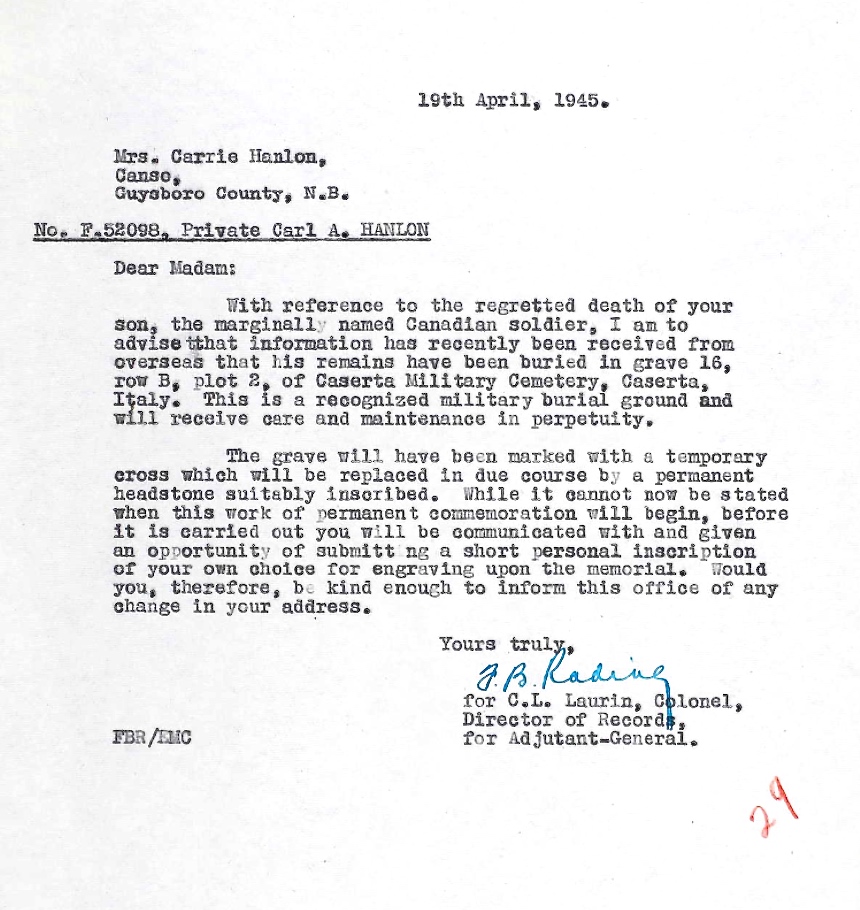 19th April, 1945.
Mrs. Carrie Hanlon,
Canso,
Guysboro County, N.B.
No. F.52098, Private Carl A. HANLON
Dear Madam:
With reference to the regretted death of your
son, the marginally named Canadian soldier, I am to
advise tthat information has recently been received from
overseas that his remains have been buried in grave 16,
row B, plot 2, of Caserta Military Cemetery, Caserta,
Italy. This is a recognized military burial ground and
will receive care and maintenance in perpetuity.
The grave will have been marked with a temporary
cross which will be replaced in due course by a permanent
headstone suitably inscribed. While it cannot now be stated
when this work of permanent commemoration will begin, before
it is carried out you will be communicated with and given
an opportunity of submitt ng a short personal inscription
of your own choice for engraving upon the memorial. Would
you, therefore, be kind enough to inform this office of any
change in your address.
Yours truly,
F.B. Rading
for C.L. Laurin, Colonel,
Director of Records,
FBR/EMC for Adjutant-General.
29